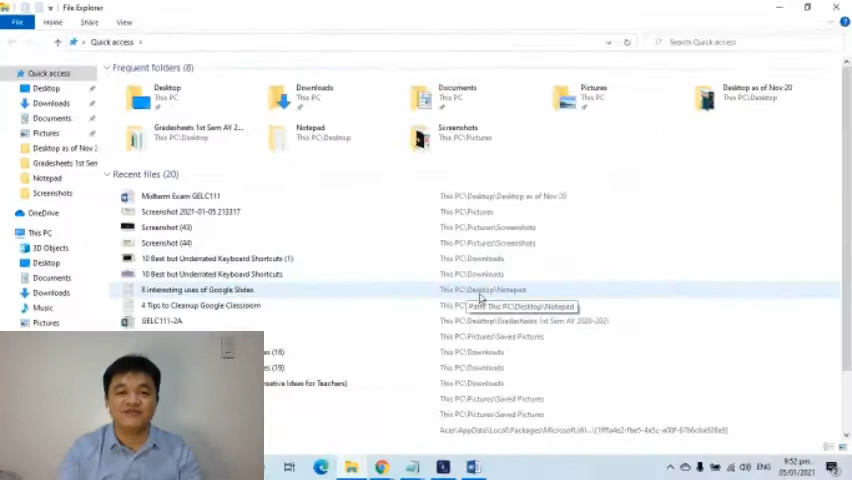 File Explorer
File Home Share View
Quick access
Search Quick access
Quick access
Desktop
Downloads
Documents
Pictures
Desktop as of Nov 20
Gradesheets 1st Sem
Notepad
Screenshots
OneDrive
This PC
3D Objects
Desktop
Documents
Downloads
Music
Pictures
Frequent folders (8)
Desktop
This PC
Downloads
This PC
Documents
This PC
Pictures
This PC
Desktop as of Nov 20
This PC\Desktop
Gradesheets 1st Sem AY 2...
This PC\Desktop
Notepad
This PC\Desktop
Screenshots
This PC\Pictures
Recent files (20)
Midterm Exam GELC111 This PC\Desktop\Desktop as of Nov 20
Screenshot 2021-01-05 213317 This PC\Pictures
Screenshot (43) This PC\Pictures\Screenshots
Screenshot (44) This PC\Pictures\Screenshots
10 Best but Underrated Keyboard Shortcuts (1) This PC\Downloads
10 Best but Underrated Keyboard Shortcuts This PC\Downloads
8 interesting uses of Google Slides This PC\Desktop\Notepad
4 Tips to Cleanup Google Classroom This PC\
Path: This PC\Desktop\Notepad
GELC111-2A This PC\Desktop\Gradesheets 1st Sem AY 2020-2021
This PC\Pictures\Saved Pictures
(18) This PC\Downloads
(19) This PC\Downloads
Creative Ideas for Teachers) This PC\Downloads
This PC\Pictures\Saved Pictures
This PC\Pictures\Saved Pictures
ENG
9:52 pm
05/01/2021